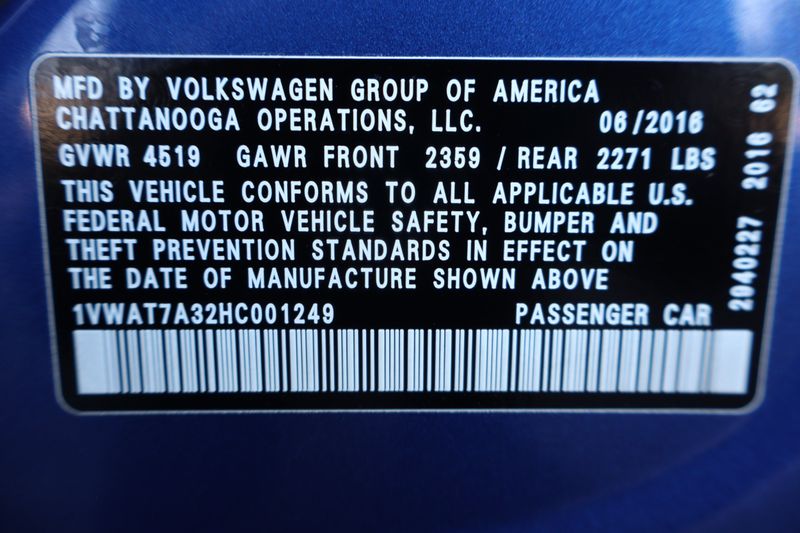 MFD BY VOLKSWAGEN GROUP OF AMERICA
CHATTANOOGA OPERATIONS, LLC. 06/2016
GVWR 4519 GAWR FRONT 2359 / REAR 2271 LBS
THIS VEHICLE CONFORMS TO ALL APPLICABLE U.S.
FEDERAL MOTOR VEHICLE SAFETY, BUMPER AND
THEFT PREVENTION STANDARDS IN EFFECT ON
THE DATE OF MANUFACTURE SHOWN ABOVE
1VWAT7A32HC001249 PASSENGER CAR
2040227 2016 62